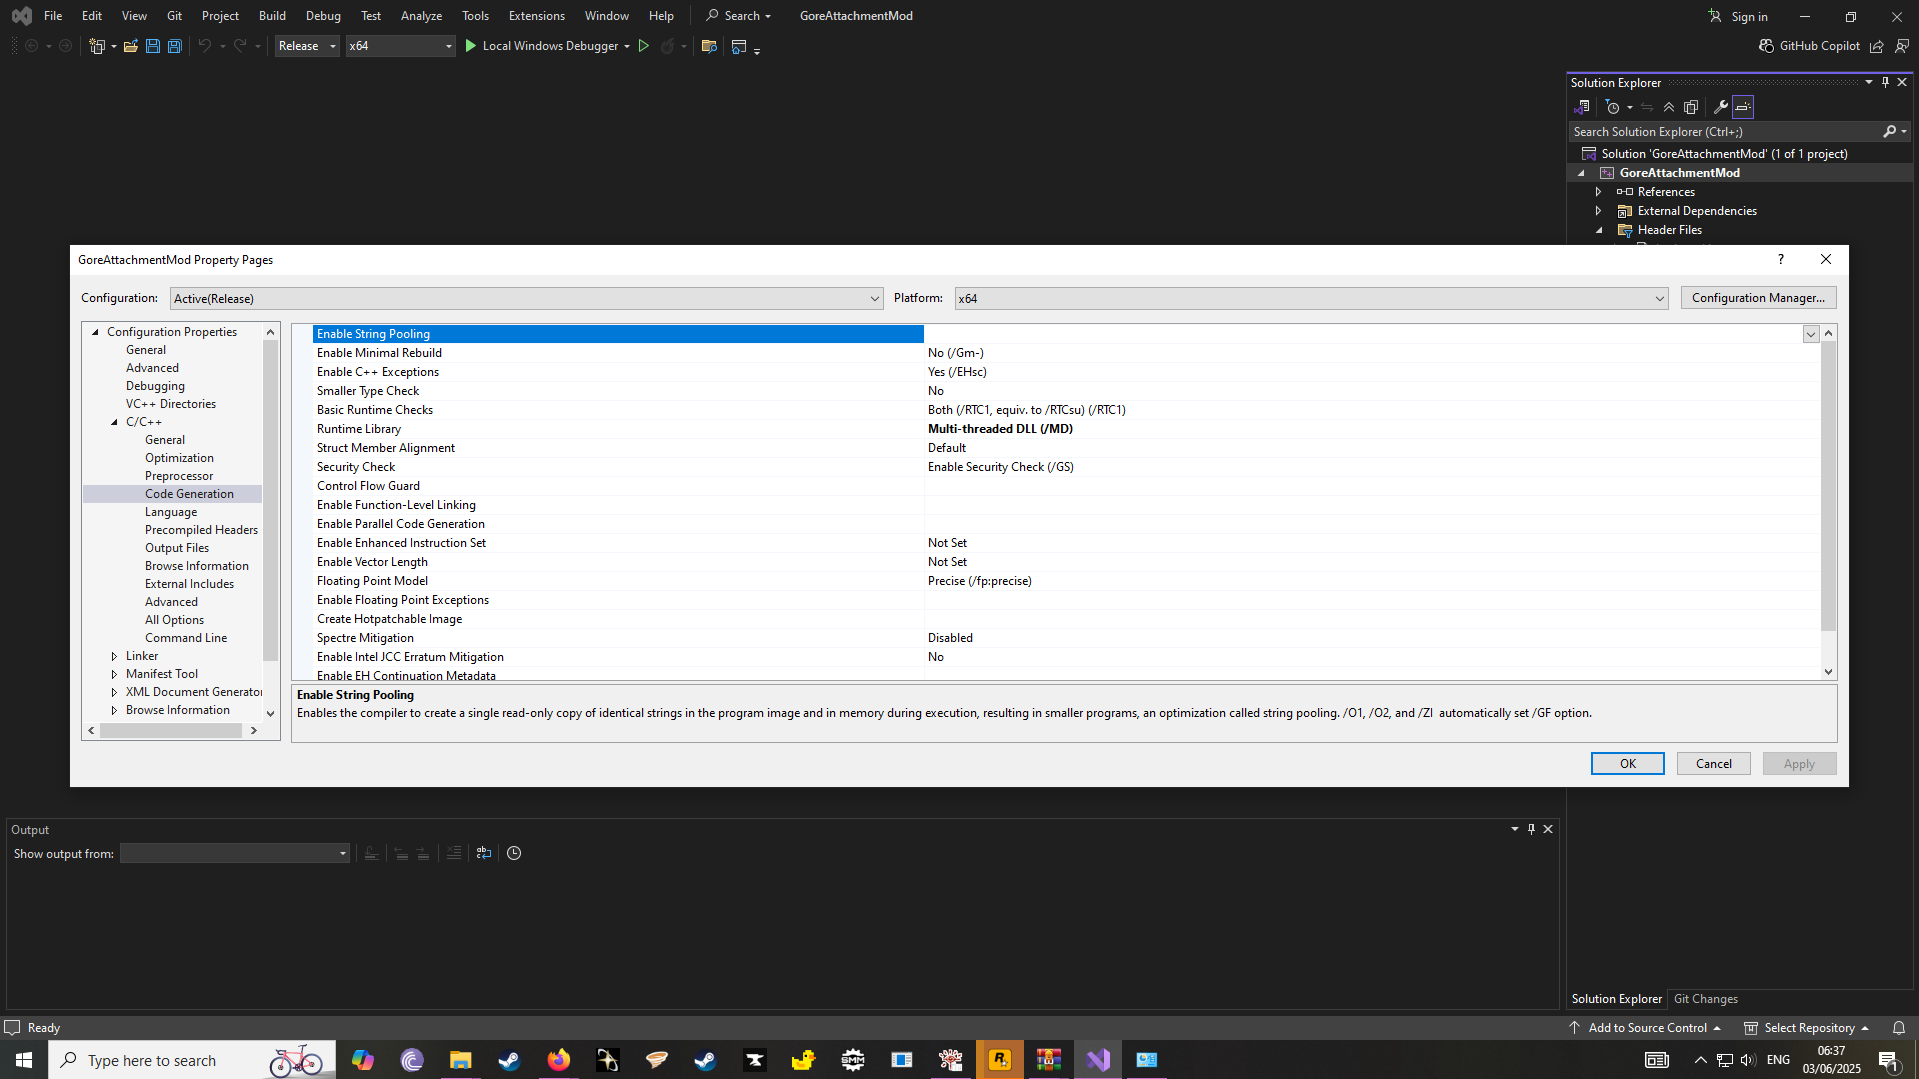 File Edit View Git Project Build Debug Test Analyze Tools Extensions Window Help Search GoreAttachmentMod Sign in
Release x64 Local Windows Debugger GitHub Copilot
Solution Explorer
Search Solution Explorer (Ctrl+;)
Solution 'GoreAttachmentMod' (1 of 1 project)
GoreAttachmentMod
References
External Dependencies
Header Files
GoreAttachmentMod Property Pages ?
Configuration: Active(Release) Platform: x64 Configuration Manager...
Configuration Properties
General
Advanced
Debugging
VC++ Directories
C/C++
General
Optimization
Preprocessor
Code Generation
Language
Precompiled Headers
Output Files
Browse Information
External Includes
Advanced
All Options
Command Line
Linker
Manifest Tool
XML Document Generator
Browse Information
Enable String Pooling
Enable Minimal Rebuild No (/Gm-)
Enable C++ Exceptions Yes (/EHsc)
Smaller Type Check No
Basic Runtime Checks Both (/RTC1, equiv. to /RTCsu) (/RTC1)
Runtime Library Multi-threaded DLL (/MD)
Struct Member Alignment Default
Security Check Enable Security Check (/GS)
Control Flow Guard
Enable Function-Level Linking
Enable Parallel Code Generation
Enable Enhanced Instruction Set Not Set
Enable Vector Length Not Set
Floating Point Model Precise (/fp:precise)
Enable Floating Point Exceptions
Create Hotpatchable Image
Spectre Mitigation Disabled
Enable Intel JCC Erratum Mitigation No
Enable EH Continuation Metadata
Enable String Pooling
Enables the compiler to create a single read-only copy of identical strings in the program image and in memory during execution, resulting in smaller programs, an optimization called string pooling. /O1, /O2, and /ZI automatically set /GF option.
OK Cancel Apply
Output
Show output from:
Solution Explorer Git Changes
Ready Add to Source Control Select Repository
Type here to search SMM ENG 06:37
03/06/2025 1